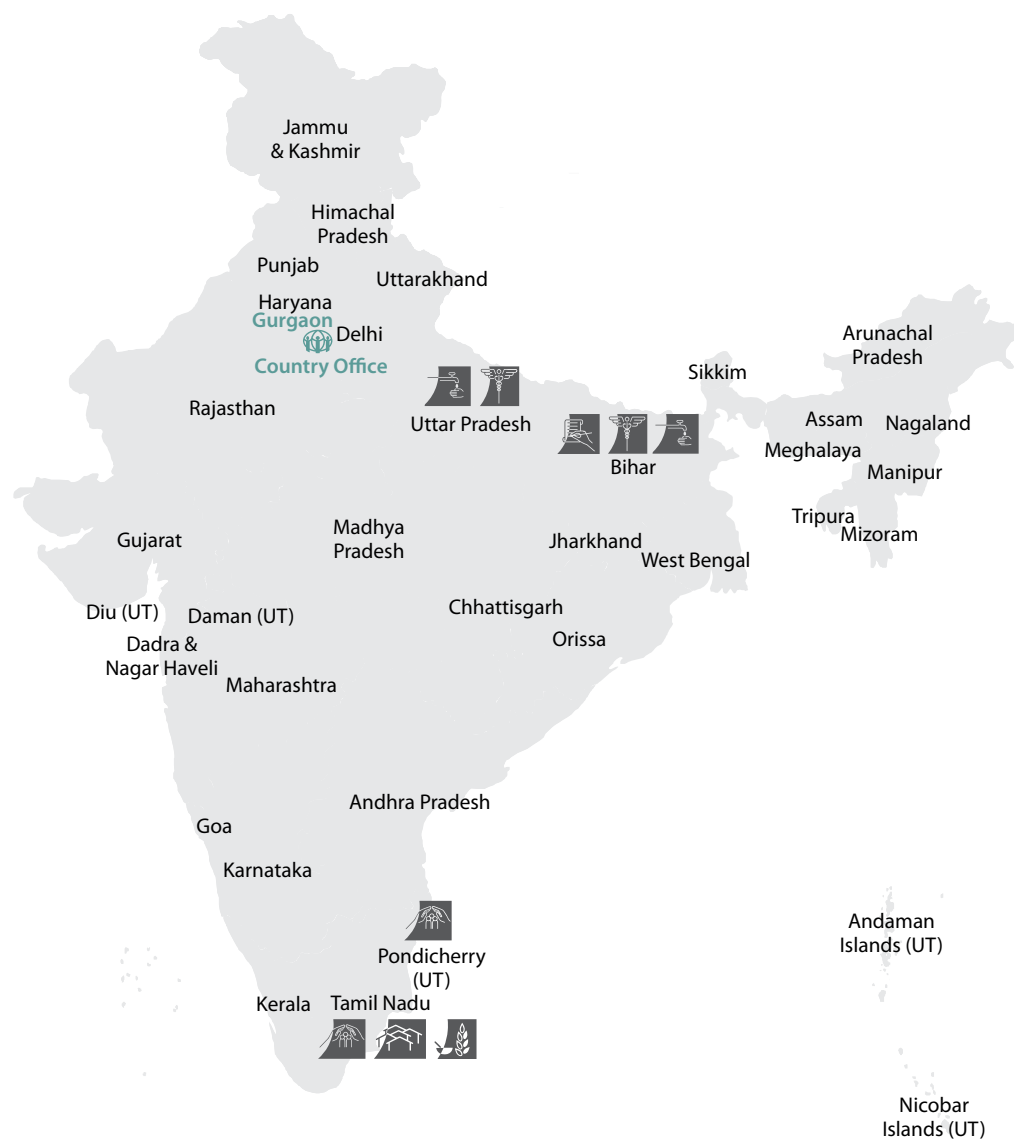 Jammu
& Kashmir
Himachal
Pradesh
Punjab
Uttarakhand
Haryana
Gurgaon
Delhi
Country Office
Arunachal
Pradesh
Sikkim
Rajasthan
Uttar Pradesh
Assam
Nagaland
Meghalaya
Bihar
Manipur
Tripura
Mizoram
Gujarat
Madhya
Pradesh
Jharkhand
West Bengal
Chhattisgarh
Diu (UT)
Daman (UT)
Orissa
Dadra &
Nagar Haveli
Maharashtra
Andhra Pradesh
Goa
Karnataka
Andaman
Islands (UT)
Pondicherry
(UT)
Kerala
Tamil Nadu
Nicobar
Islands (UT)